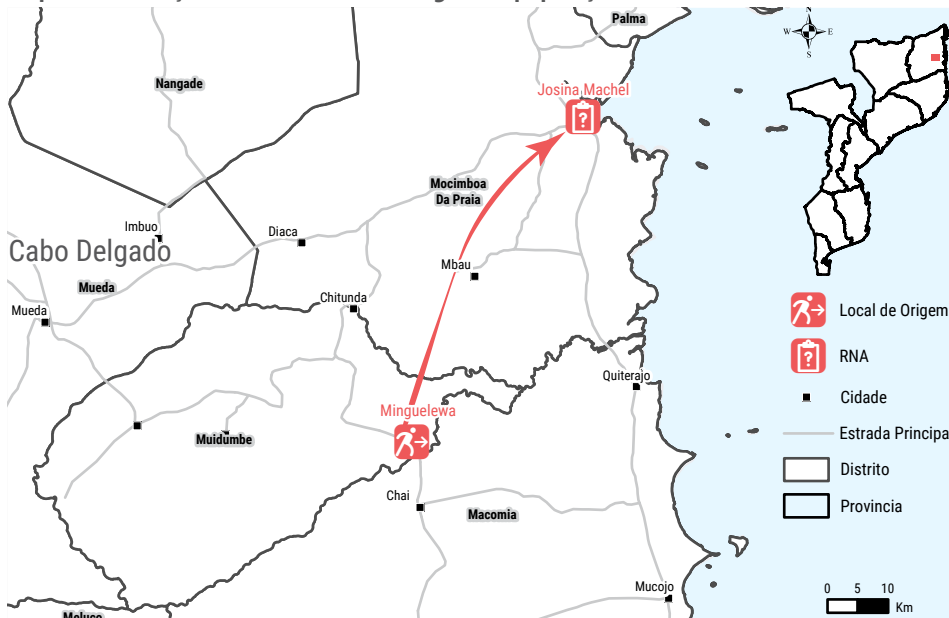 Palma
N
W
E
S
Nangade
Josina Machel
Mocimboa
Da Praia
Imbuo
Diaca
Cabo Delgado
Mbau
Mueda
Mueda
Chitunda
Local de Origem
RNA
Quiterajo
Cidade
Minguelewa
Estrada Principa
Muidumbe
Distrito
Chai
Macomia
Provincia
Mucojo
0 5 10
Km